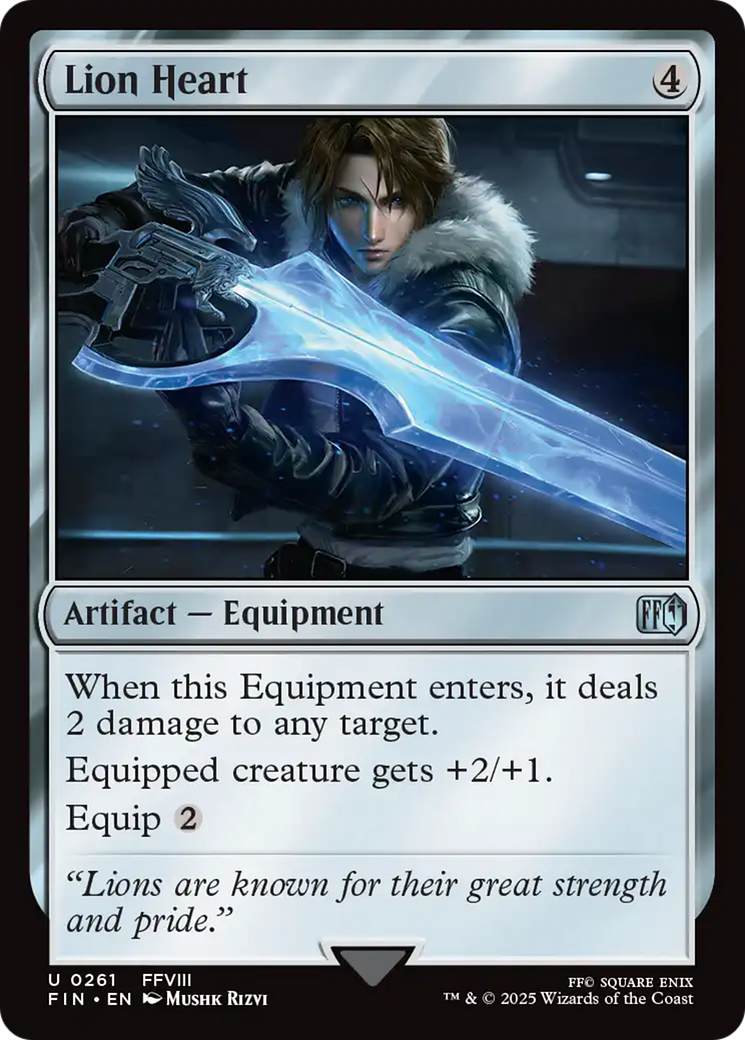 Lion Heart 4
Artifact — Equipment FF
When this Equipment enters, it deals
2 damage to any target.
Equipped creature gets +2/+1.
Equip 2
“Lions are known for their great strength
and pride.”
U 0261 FFVIII
FIN • EN Mushk Rizvi
FF© SQUARE ENIX
™ & © 2025 Wizards of the Coast